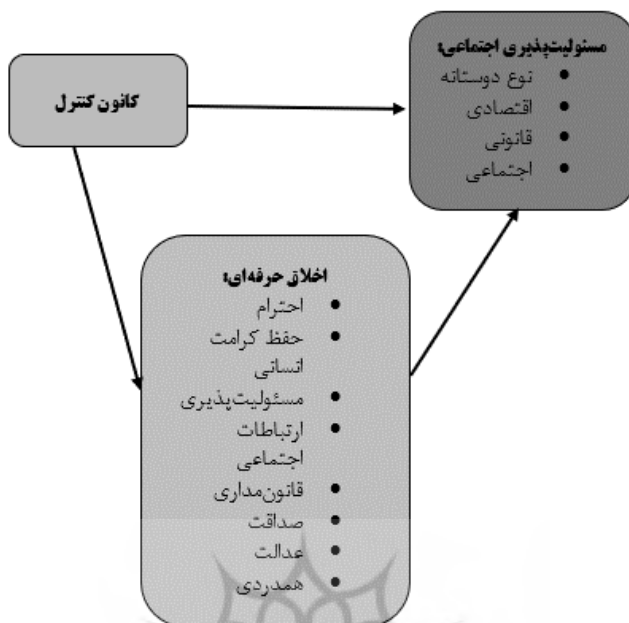 مسئولیت‌پذیری اجتماعی:
• نوع دوستانه
• اقتصادی
• قانونی
• اجتماعی
کانون کنترل
اخلاق حرفه‌ای:
• احترام
• حفظ کرامت
انسانی
• مسئولیت‌پذیری
• ارتباطات
اجتماعی
• قانون‌مداری
• صداقت
• عدالت
• همدردی